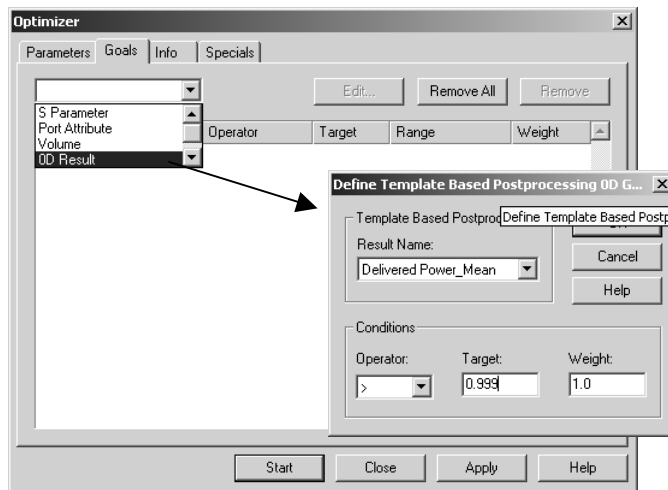 Optimizer
Parameters Goals Info Specials
Edit... Remove All Remove
S Parameter
Port Attribute
Volume
0D Result
Operator Target Range Weight
Define Template Based Postprocessing 0D G...
Template Based Postproc
Define Template Based Postp
Result Name:
Delivered Power_Mean
Cancel
Help
Conditions
Operator: Target: Weight:
> 0.999 1.0
Start Close Apply Help